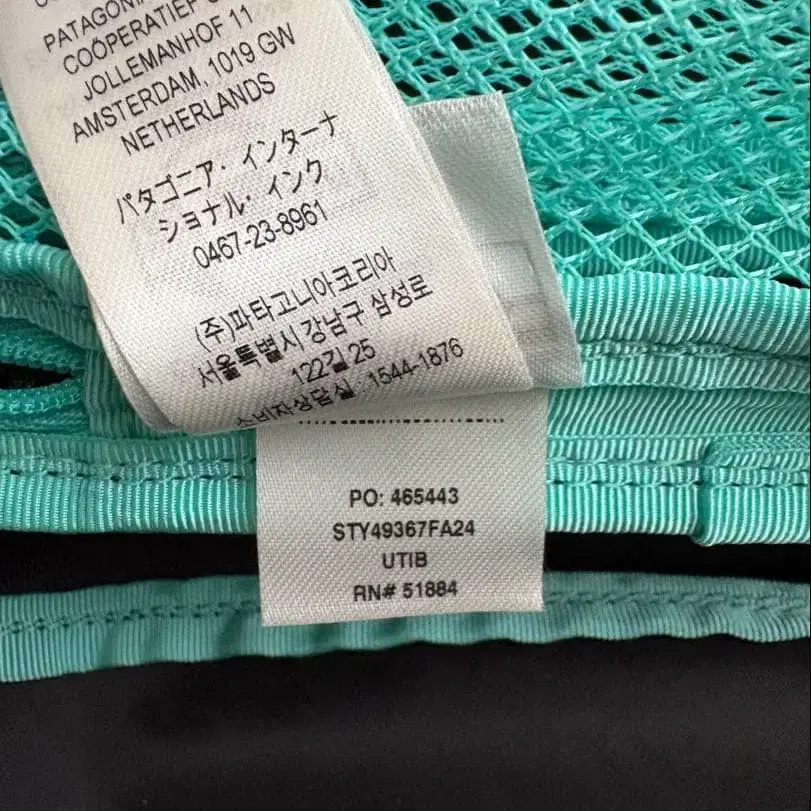 PATAGONIA
COÖPERATIEF
JOLLEMANHOF 11
AMSTERDAM, 1019 GW
NETHERLANDS
パタゴニア・インターナ
ショナル・インク
0467-23-8961
(주)파타고니아코리아
서울특별시 강남구 삼성로
122길 25
소비자상담실: 1544-1876
PO: 465443
STY49367FA24
UTIB
RN# 51884